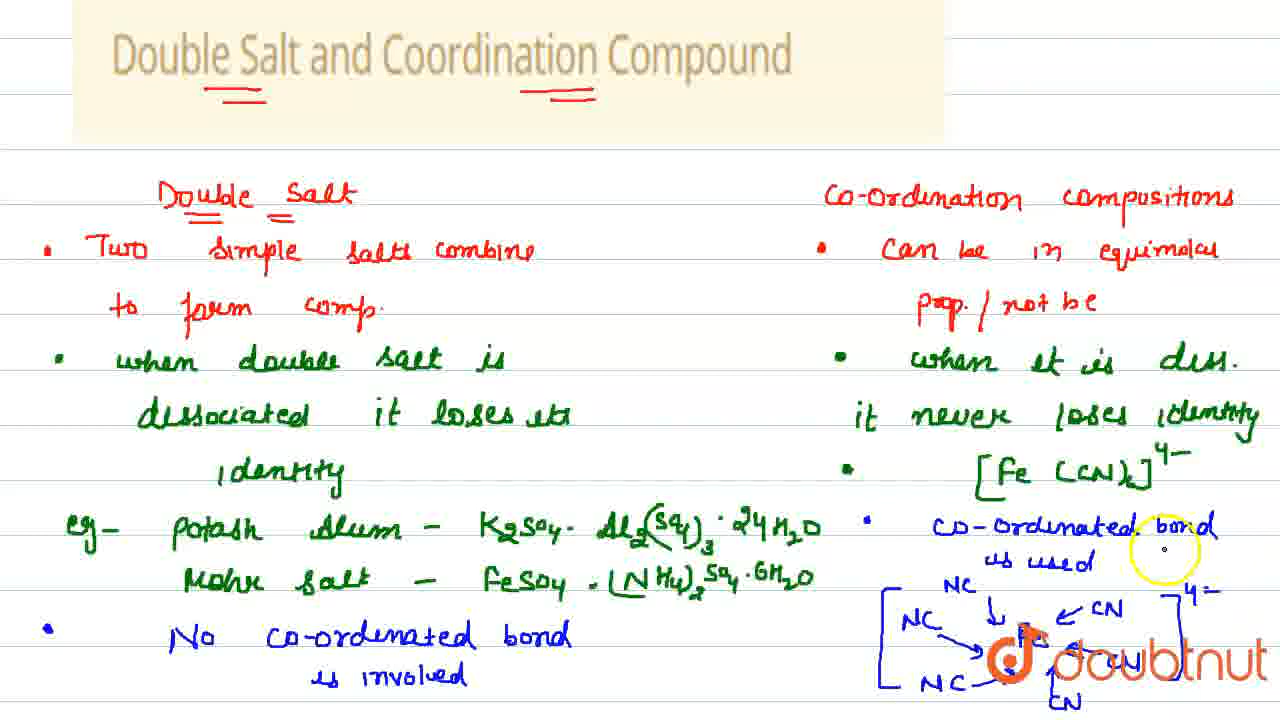 Double Salt and Coordination Compound
Double Salt
Two simple salts combine
to form comp.
when double salt is
dissociated it loses its
identity
eg- Potash Alum - K2SO4 . Al2(SO4)3 . 24H2O
Mohr salt - FeSO4 . (NH4)2 SO4 . 6H2O
No co-ordinated bond
is involved
Co-ordination compositions
can be in equimolar
prop. / not be
when it is diss.
it never loses identity
[Fe (CN)6]4-
co-ordinated bond
is used
NC
NC
CN
4-
Fe
CN
NC
CN
doubtnut